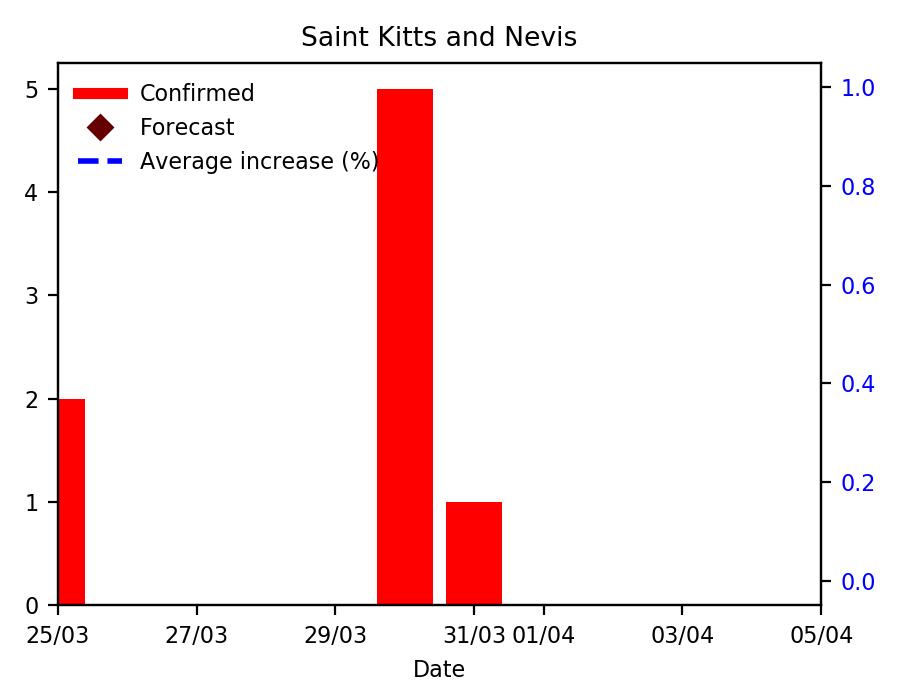 Saint Kitts and Nevis
Confirmed
Forecast
Average increase (%)
5
4
3
2
1
0
1.0
0.8
0.6
0.4
0.2
0.0
25/03 27/03 29/03 31/03 01/04 03/04 05/04
Date